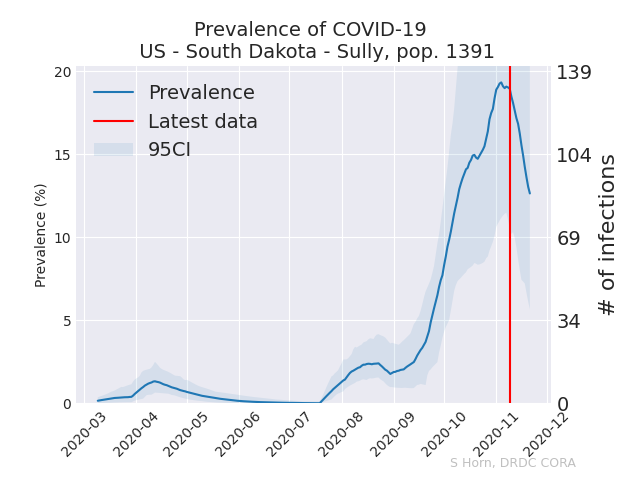 Prevalence of COVID-19
US - South Dakota - Sully, pop. 1391
Prevalence
Latest data
95CI
Prevalence (%)
20
15
10
5
0
139
104
69
34
0
# of infections
2020-03
2020-04
2020-05
2020-06
2020-07
2020-08
2020-09
2020-10
2020-11
2020-12
S Horn, DRDC CORA